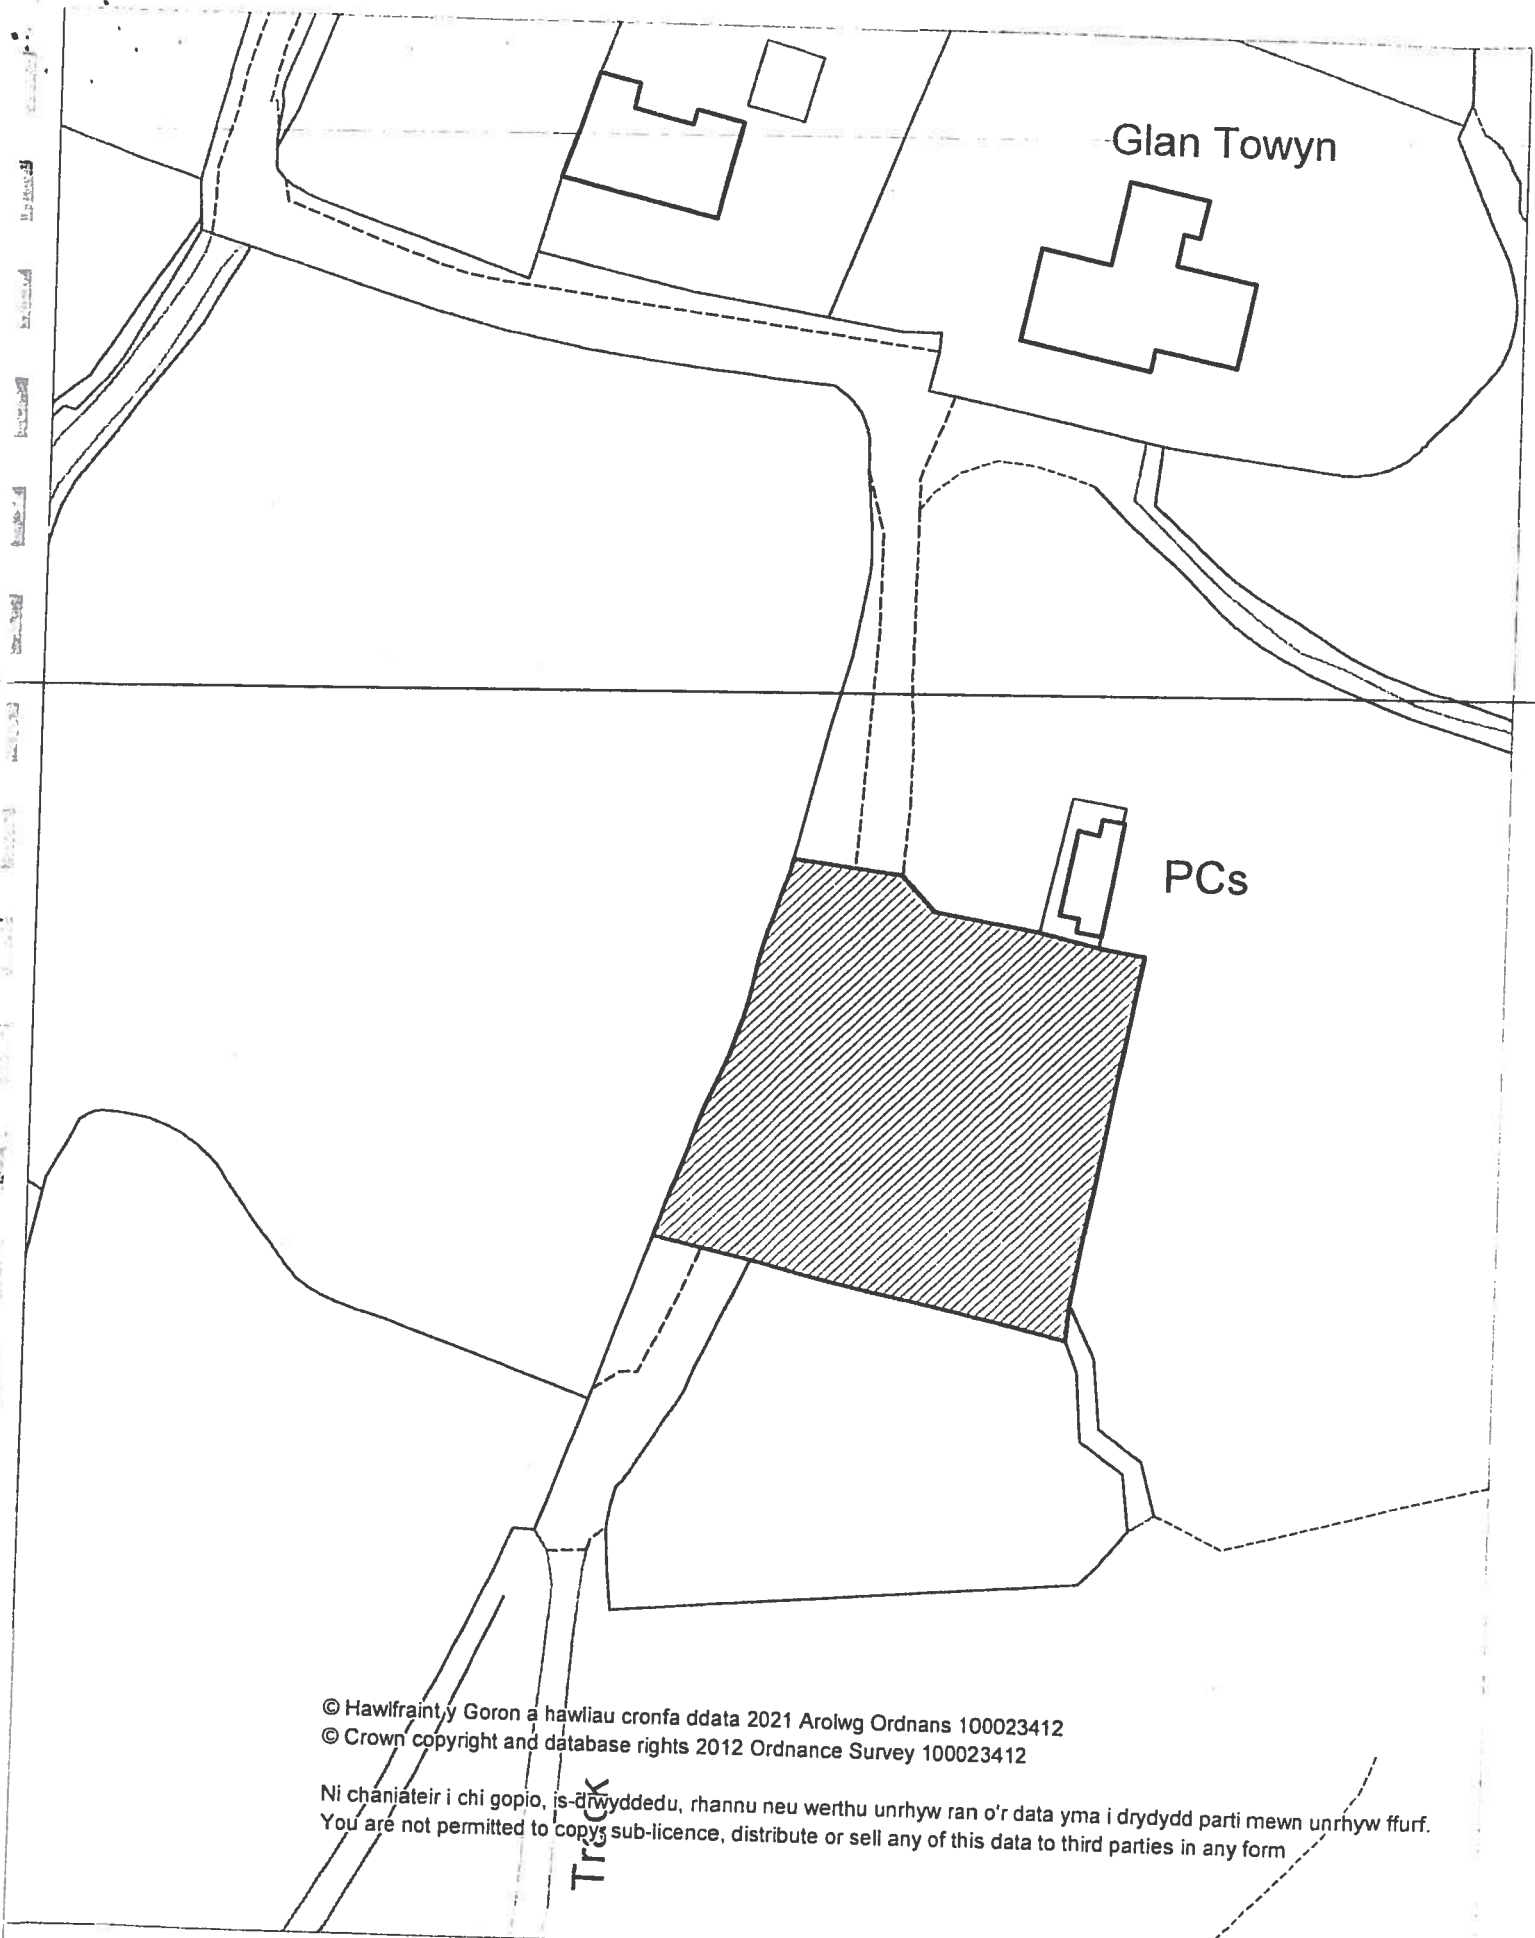 Glan Towyn
PCs
© Hawlfraint y Goron a hawliau cronfa ddata 2021 Arolwg Ordnans 100023412
© Crown copyright and database rights 2012 Ordnance Survey 100023412
Ni chaniateir i chi gopio, is-drwyddedu, rhannu neu werthu unrhyw ran o'r data yma i drydydd parti mewn unrhyw ffurf.
You are not permitted to copy, sub-licence, distribute or sell any of this data to third parties in any form
Track